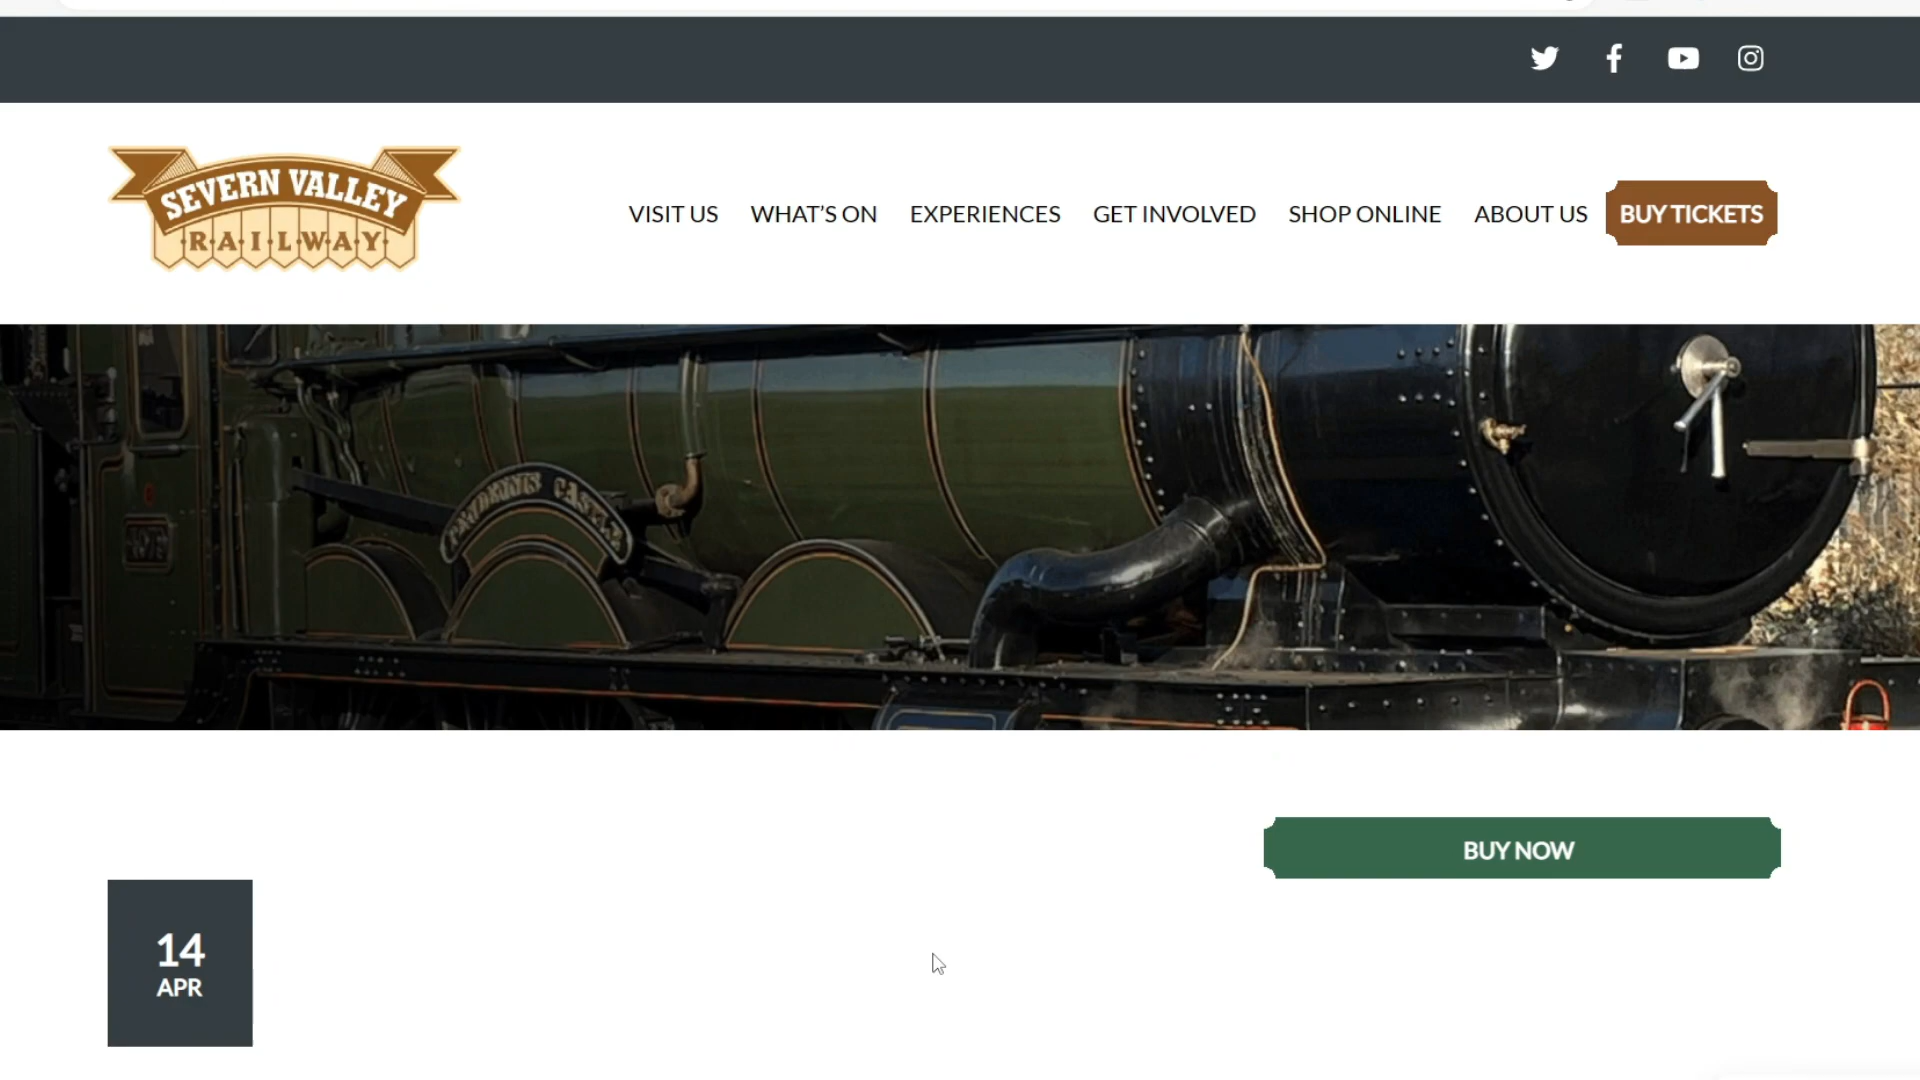 SEVERN VALLEY
R·A·I·L·W·A·Y
VISIT US
WHAT'S ON
EXPERIENCES
GET INVOLVED
SHOP ONLINE
ABOUT US
BUY TICKETS
CASTLE
BUY NOW
14
APR